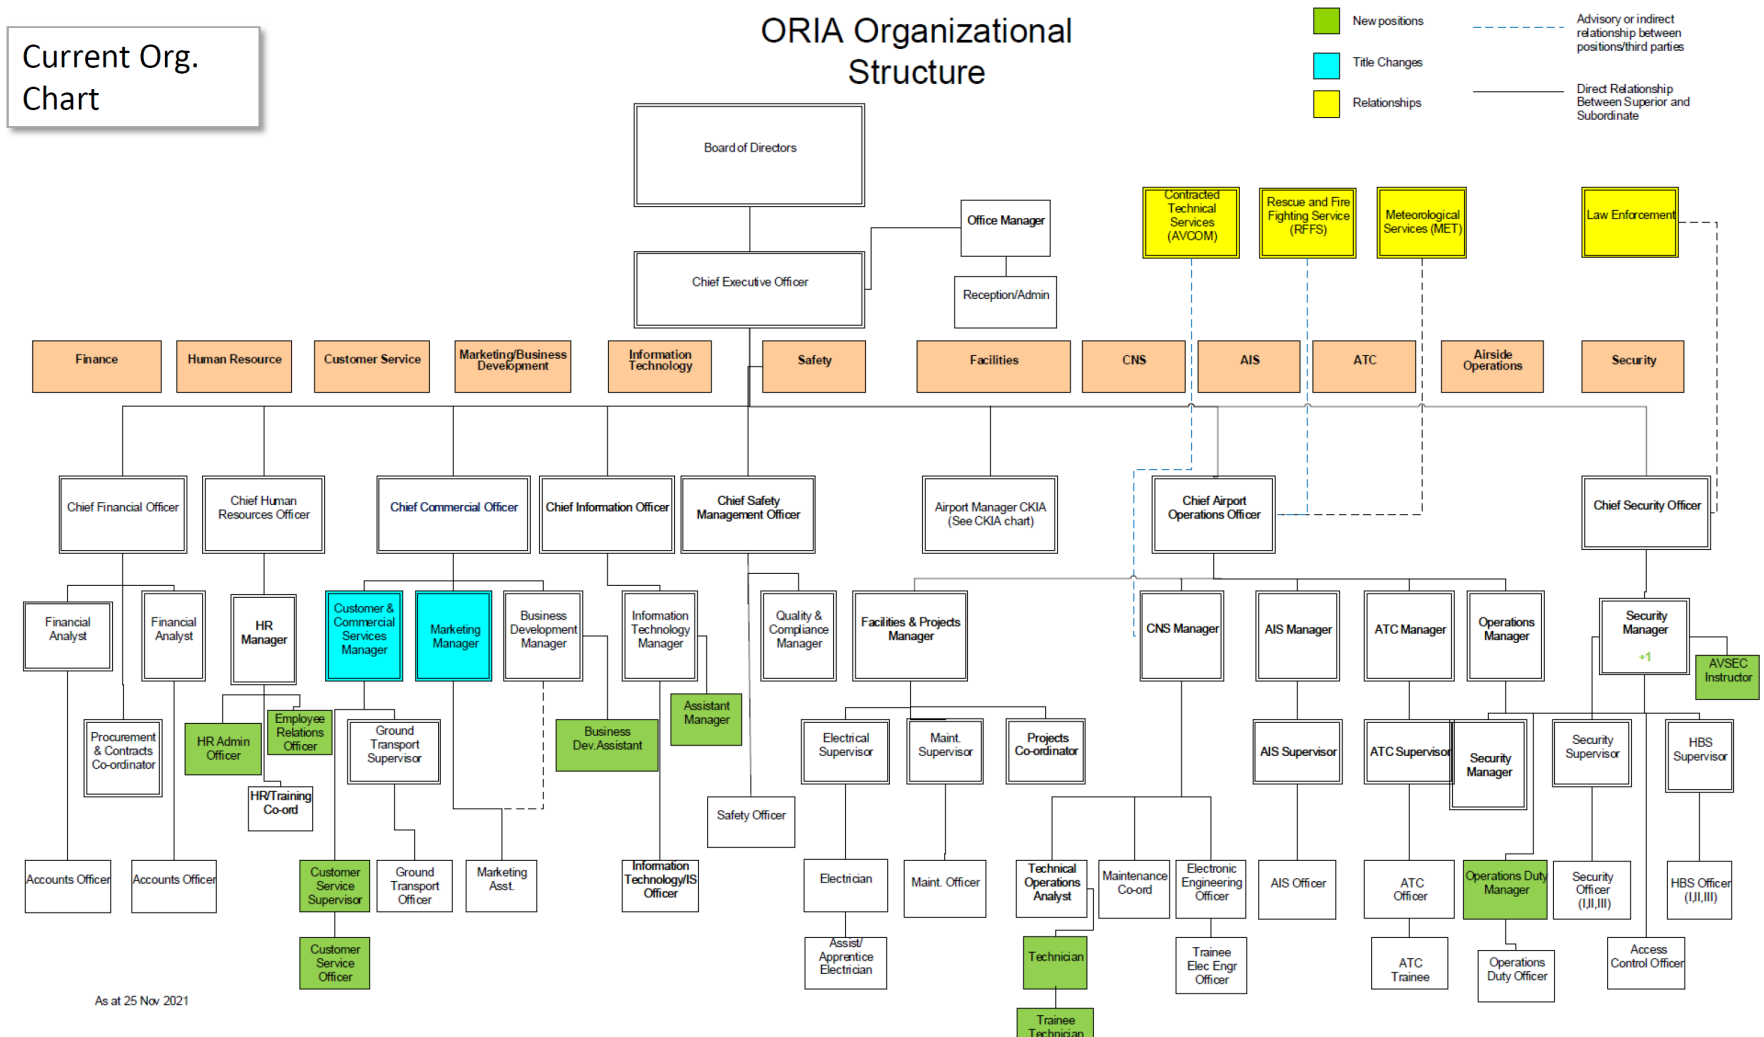 Current Org.
Chart
ORIA Organizational
Structure
New positions
Title Changes
Relationships
Advisory or indirect
relationship between
positions/third parties
Direct Relationship
Between Superior and
Subordinate
Board of Directors
Office Manager
Chief Executive Officer
Reception/Admin
Contracted
Technical
Services
(AVCOM)
Rescue and Fire
Fighting Service
(RFFS)
Meteorological
Services (MET)
Law Enforcement
Finance
Human Resource
Customer Service
Marketing/Business
Development
Information
Technology
Safety
Facilities
CNS
AIS
ATC
Airside
Operations
Security
Chief Financial Officer
Chief Human
Resources Officer
Chief Commercial Officer
Chief Information Officer
Chief Safety
Management Officer
Airport Manager CKIA
(See CKIA chart)
Chief Airport
Operations Officer
Chief Security Officer
Financial
Analyst
Financial
Analyst
HR
Manager
Customer &
Commercial
Services
Manager
Marketing
Manager
Business
Development
Manager
Information
Technology
Manager
Quality &
Compliance
Manager
Facilities & Projects
Manager
CNS Manager
AIS Manager
ATC Manager
Operations
Manager
Security
Manager
+1
AVSEC
Instructor
Procurement
& Contracts
Co-ordinator
HR Admin
Officer
Employee
Relations
Officer
HR/Training
Co-ord
Ground
Transport
Supervisor
Business
Dev.Assistant
Assistant
Manager
Safety Officer
Electrical
Supervisor
Maint.
Supervisor
Projects
Co-ordinator
AIS Supervisor
ATC Supervisor
Security
Manager
Security
Supervisor
HBS
Supervisor
Accounts Officer
Accounts Officer
Customer
Service
Supervisor
Ground
Transport
Officer
Marketing
Asst.
Information
Technology/IS
Officer
Electrician
Maint. Officer
Technical
Operations
Analyst
Maintenance
Co-ord
Electronic
Engineering
Officer
AIS Officer
ATC
Officer
Operations Duty
Manager
Security
Officer
(I,II,III)
HBS Officer
(I,II,III)
Customer
Service
Officer
Assist/
Apprentice
Electrician
Technician
Trainee
Elec Engr
Officer
ATC
Trainee
Operations
Duty Officer
Access
Control Officer
Trainee
Technician
As at 25 Nov 2021